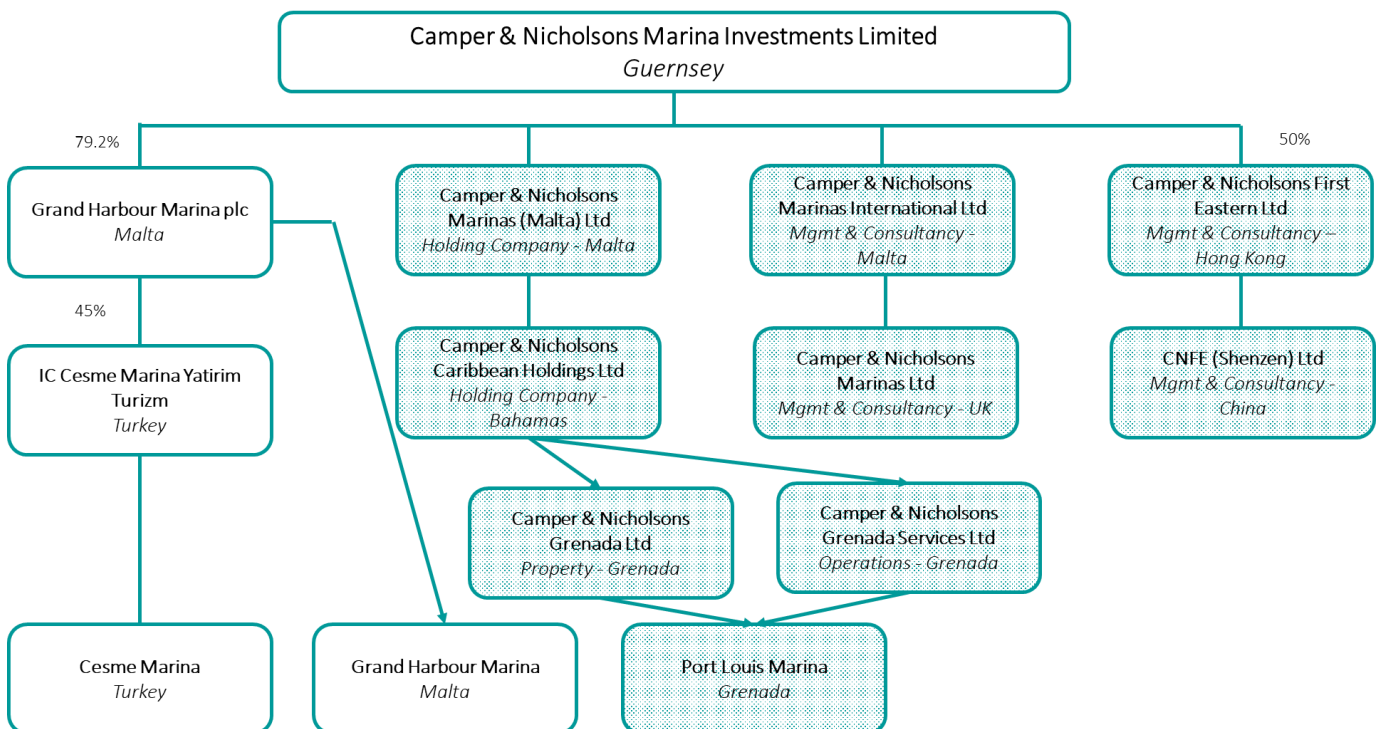 Camper & Nicholsons Marina Investments Limited
Guernsey
79.2%
50%
Grand Harbour Marina plc
Malta
Camper & Nicholsons
Marinas (Malta) Ltd
Holding Company - Malta
Camper & Nicholsons
Marinas International Ltd
Mgmt & Consultancy -
Malta
Camper & Nicholsons First
Eastern Ltd
Mgmt & Consultancy –
Hong Kong
45%
IC Cesme Marina Yatirim
Turizm
Turkey
Camper & Nicholsons
Caribbean Holdings Ltd
Holding Company -
Bahamas
Camper & Nicholsons
Marinas Ltd
Mgmt & Consultancy - UK
CNFE (Shenzen) Ltd
Mgmt & Consultancy -
China
Camper & Nicholsons
Grenada Ltd
Property - Grenada
Camper & Nicholsons
Grenada Services Ltd
Operations - Grenada
Cesme Marina
Turkey
Grand Harbour Marina
Malta
Port Louis Marina
Grenada